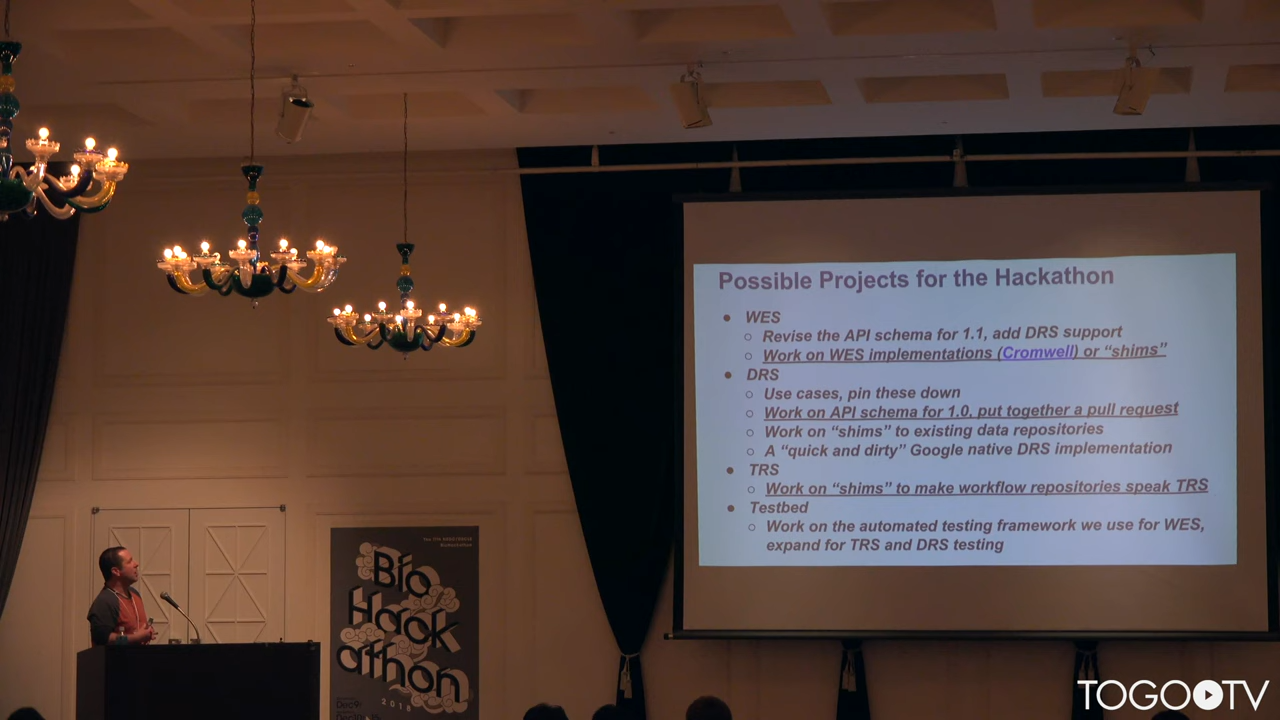 Possible Projects for the Hackathon
● WES
○ Revise the API schema for 1.1, add DRS support
○ Work on WES implementations (Cromwell) or “shims”
● DRS
○ Use cases, pin these down
○ Work on API schema for 1.0, put together a pull request
○ Work on “shims” to existing data repositories
○ A “quick and dirty” Google native DRS implementation
● TRS
○ Work on “shims” to make workflow repositories speak TRS
● Testbed
○ Work on the automated testing framework we use for WES,
expand for TRS and DRS testing
Bio
Hack
athon
2018
TOGOTV